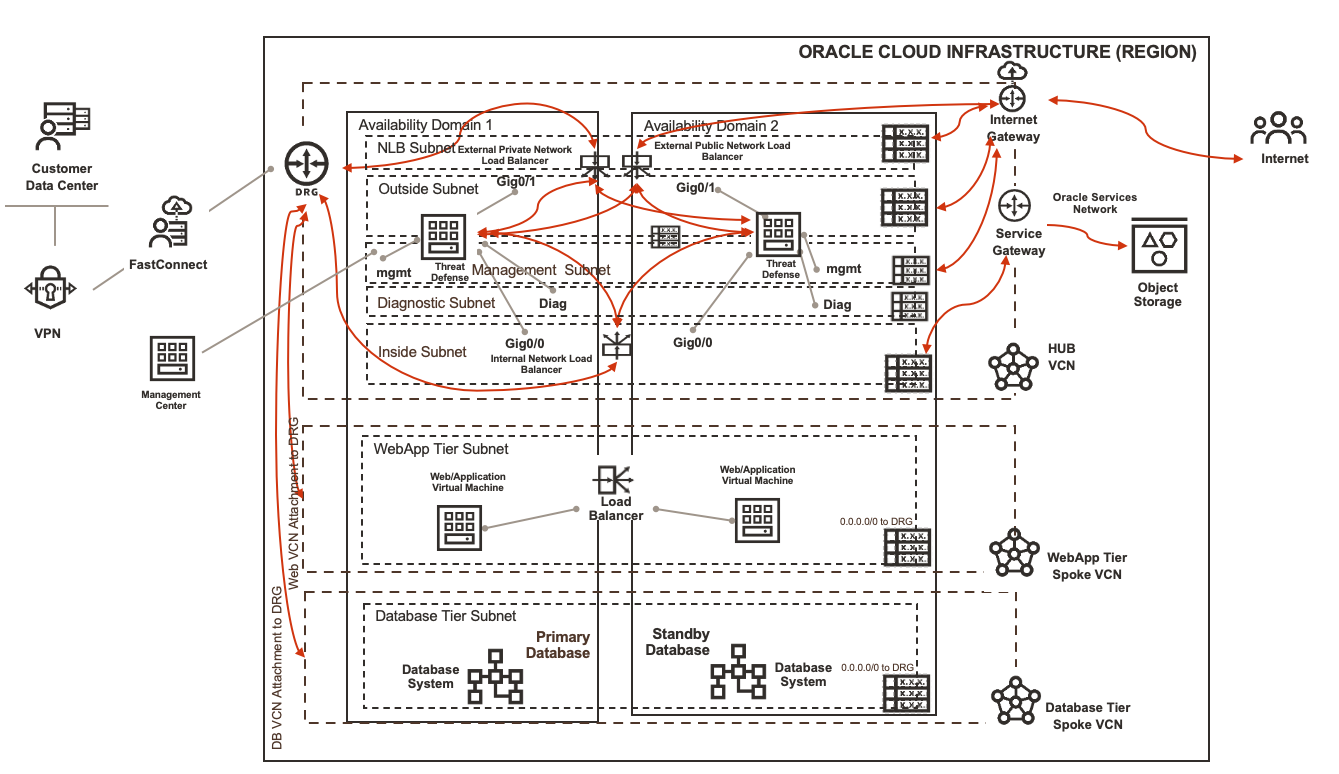 ORACLE CLOUD INFRASTRUCTURE (REGION)
Customer
Data Center
FastConnect
VPN
Management
Center
DRG
Availability Domain 1
Availability Domain 2
NLB Subnet
External Private Network
Load Balancer
External Public Network Load
Balancer
X.X.X.
X.X.X.
X.X.X.
Internet
Gateway
Internet
Outside Subnet
Gig0/1
Gig0/1
X.X.X.
X.X.X.
X.X.X.
Oracle Services
Network
Service
Gateway
Object
Storage
Threat
Defense
X.X.X.
X.X.X.
X.X.X.
Threat
Defense
mgmt
Management Subnet
mgmt
X.X.X.
X.X.X.
X.X.X.
Diagnostic Subnet
Diag
Diag
X.X.X.
X.X.X.
X.X.X.
Inside Subnet
Gig0/0
Internal Network Load
Balancer
Gig0/0
X.X.X.
X.X.X.
X.X.X.
HUB
VCN
Web VCN Attachment to DRG
WebApp Tier Subnet
Web/Application
Virtual Machine
Load
Balancer
Web/Application
Virtual Machine
0.0.0.0/0 to DRG
X.X.X.
X.X.X.
X.X.X.
WebApp Tier
Spoke VCN
DB VCN Attachment to DRG
Database Tier Subnet
Primary
Database
Database
System
Standby
Database
Database
System
0.0.0.0/0 to DRG
X.X.X.
X.X.X.
X.X.X.
Database Tier
Spoke VCN